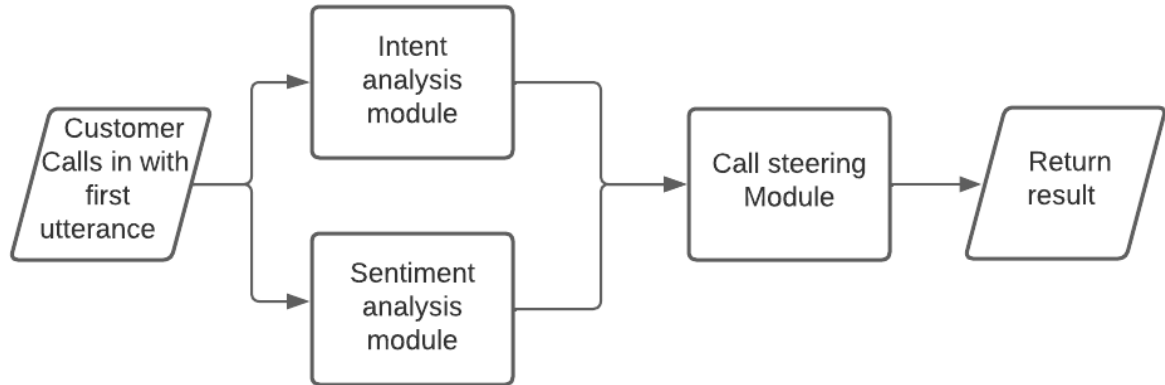 Customer
Calls in with
first
utterance
Intent
analysis
module
Sentiment
analysis
module
Call steering
Module
Return
result